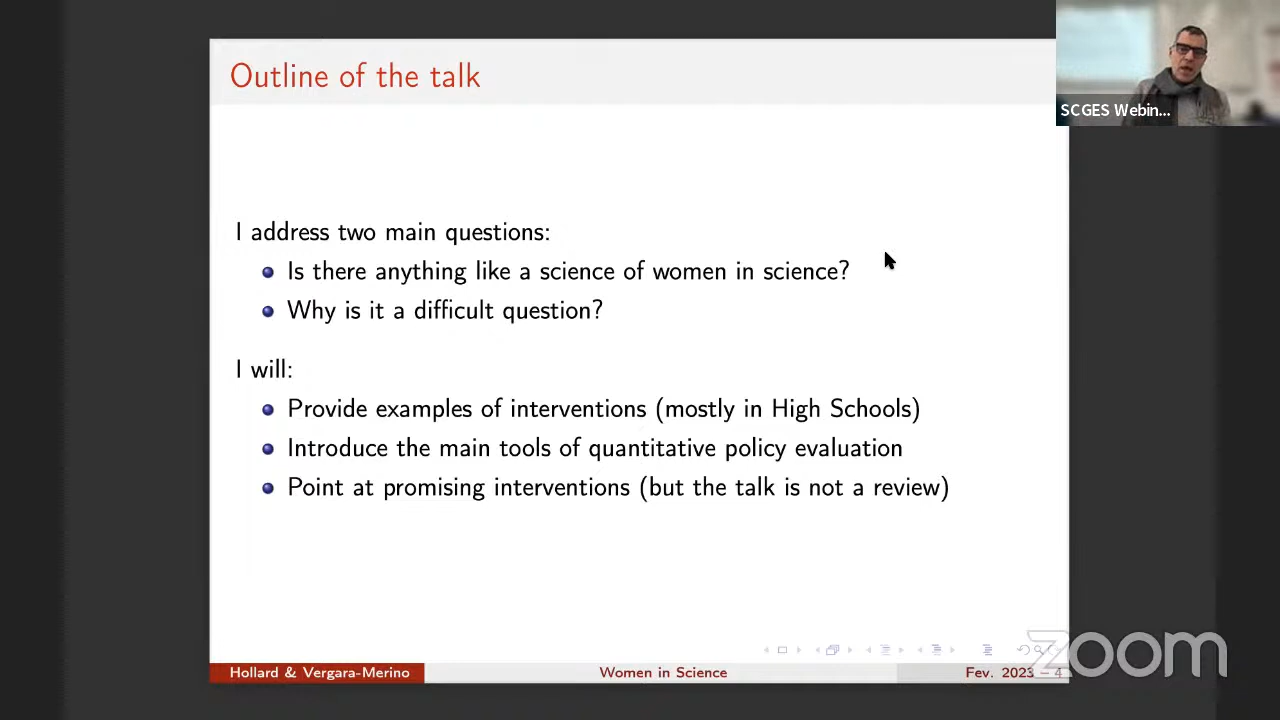 Outline of the talk
SCGES Webin...
I address two main questions:
Is there anything like a science of women in science?
Why is it a difficult question?
I will:
Provide examples of interventions (mostly in High Schools)
Introduce the main tools of quantitative policy evaluation
Point at promising interventions (but the talk is not a review)
Hollard & Vergara-Merino
Women in Science
Fev. 2023 – 4
zoom